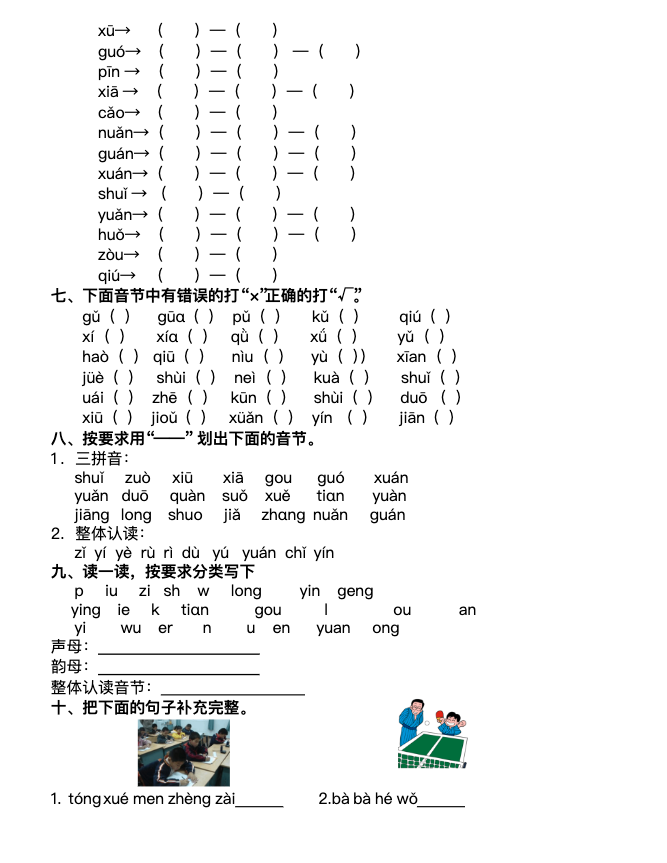 xū→ （ ）—（ ）
guó→ （ ）—（ ）—（ ）
pīn→ （ ）—（ ）
xiā→ （ ）—（ ）—（ ）
cǎo→ （ ）—（ ）
nuǎn→（ ）—（ ）—（ ）
guán→（ ）—（ ）—（ ）
xuán→（ ）—（ ）—（ ）
shuǐ→ （ ）—（ ）
yuǎn→（ ）—（ ）—（ ）
huǒ→ （ ）—（ ）—（ ）
zòu→ （ ）—（ ）
qiú→ （ ）—（ ）
七、下面音节中有错误的打“×”正确的打“√”。
gǔ（ ） gūɑ（ ） pǔ（ ） kǔ（ ） qiú（ ）
xí（ ） xíɑ（ ） qǜ（ ） xǘ（ ） yǔ（ ）
haò（ ） qiū（ ） nìu（ ） yù（ )） xīan（ ）
jüè（ ） shùi（ ） neì（ ） kuà（ ） shuǐ（ ）
uái（ ） zhē（ ） kūn（ ） shùi（ ） duō （ ）
xiū（ ） jioǔ（ ） xüǎn（ ） yín （ ） jiān（ ）
八、按要求用“——” 划出下面的音节。
1．三拼音：
shuǐ zuò xiū xiā gou guó xuán
yuǎn duō quàn suǒ xuě tiɑn yuàn
jiāng long shuo jiǎ zhɑng nuǎn guán
2．整体认读：
zǐ yí yè rù rì dù yú yuán chǐ yín
九、读一读，按要求分类写下
p iu zi sh w long yin geng
ying ie k tiɑn gou l ou an
yi wu er n u en yuan ong
声母：____________________
韵母：____________________
整体认读音节：__________________
十、把下面的句子补充完整。
1. tóng xué men zhèng zài______ 2.bà bà hé wǒ______